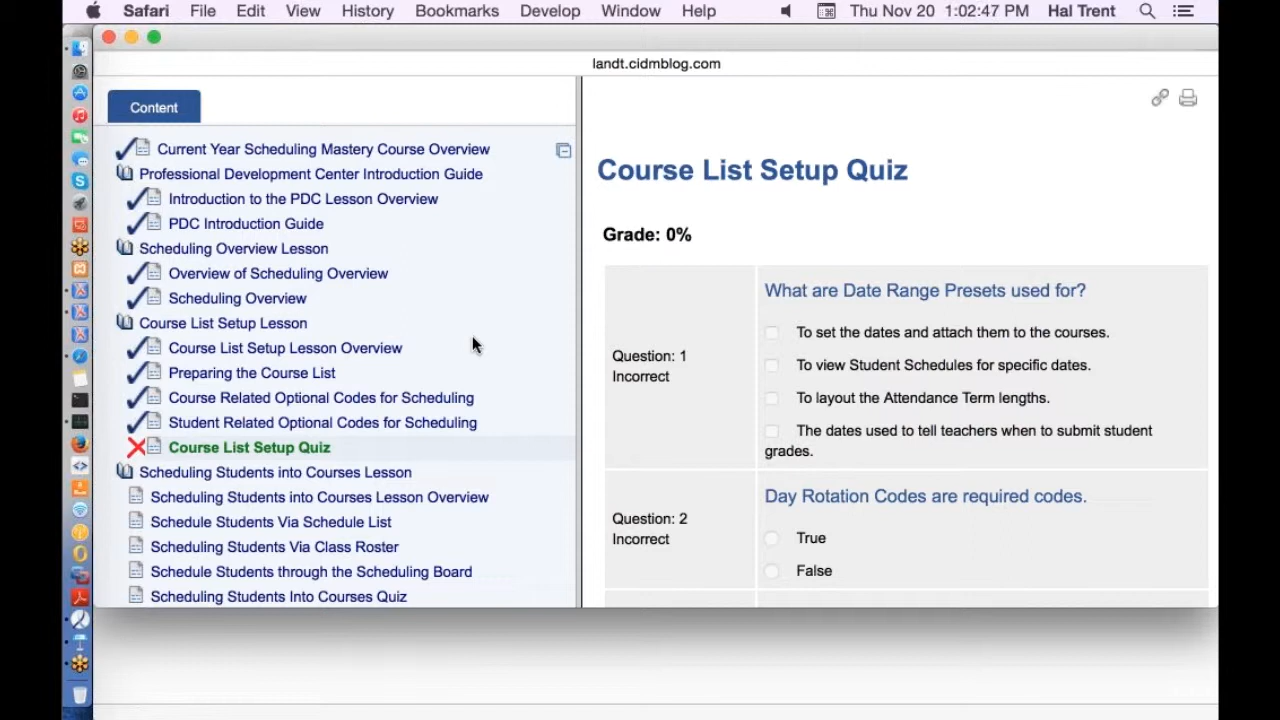 Safari File Edit View History Bookmarks Develop Window Help Thu Nov 20 1:02:47 PM Hal Trent
landt.cidmblog.com
Content
Current Year Scheduling Mastery Course Overview
Professional Development Center Introduction Guide
Introduction to the PDC Lesson Overview
PDC Introduction Guide
Scheduling Overview Lesson
Overview of Scheduling Overview
Scheduling Overview
Course List Setup Lesson
Course List Setup Lesson Overview
Preparing the Course List
Course Related Optional Codes for Scheduling
Student Related Optional Codes for Scheduling
Course List Setup Quiz
Scheduling Students into Courses Lesson
Scheduling Students into Courses Lesson Overview
Schedule Students Via Schedule List
Scheduling Students Via Class Roster
Schedule Students through the Scheduling Board
Scheduling Students Into Courses Quiz
Course List Setup Quiz
Grade: 0%
Question: 1
Incorrect
What are Date Range Presets used for?
To set the dates and attach them to the courses.
To view Student Schedules for specific dates.
To layout the Attendance Term lengths.
The dates used to tell teachers when to submit student
grades.
Question: 2
Incorrect
Day Rotation Codes are required codes.
True
False